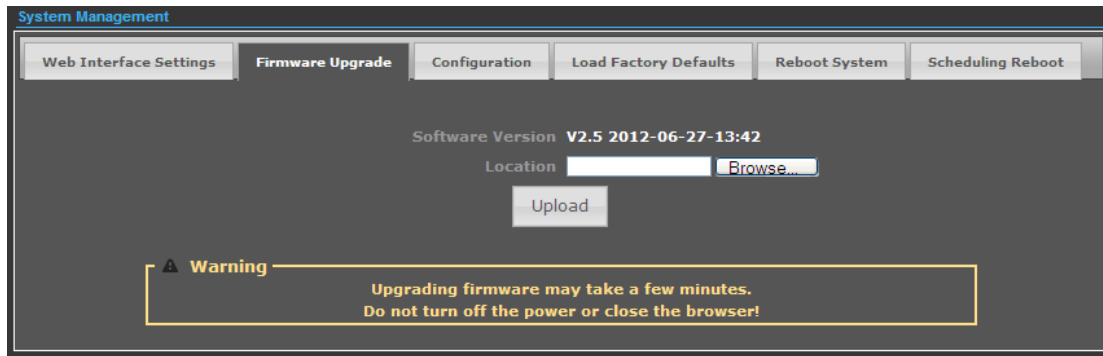 System Management
Web Interface Settings Firmware Upgrade Configuration Load Factory Defaults Reboot System Scheduling Reboot
Software Version V2.5 2012-06-27-13:42
Location Browse...
Upload
Warning
Upgrading firmware may take a few minutes.
Do not turn off the power or close the browser!